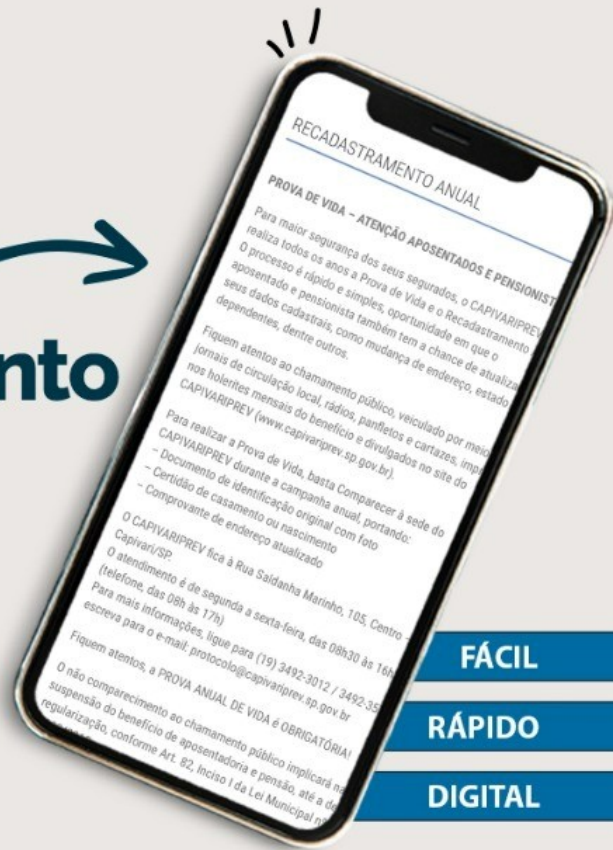 nto
RECADASTRAMENTO ANUAL
PROVA DE VIDA – ATENÇÃO APOSENTADOS E PENSIONIST
Para maior segurança dos seus segurados, o CAPIVARIPREV
realiza todos os anos a Prova de Vida e o Recadastramento
O processo é rápido e simples, oportunidade em que o
aposentado e pensionista também tem a chance de atualiza
seus dados cadastrais, como mudança de endereço, estado
dependentes, dentre outros.
Fiquem atentos ao chamamento público, veiculado por meio
jornais de circulação local, rádios, panfletos e cartazes, impr
nos holerites mensais do benefício e divulgados no site do
CAPIVARIPREV (www.capivariprev.sp.gov.br).
Para realizar a Prova de Vida, basta Comparecer à sede do
CAPIVARIPREV durante a campanha anual, portando:
– Documento de identificação original com foto
– Certidão de casamento ou nascimento
– Comprovante de endereço atualizado
O CAPIVARIPREV fica à Rua Saldanha Marinho, 105, Centro -
Capivari/SP.
O atendimento é de segunda a sexta-feira, das 08h30 às 16h
(telefone, das 08h às 17h)
Para mais informações, ligue para (19) 3492-3012 / 3492-35
escreva para o e-mail: protocolo@capivariprev.sp.gov.br
Fiquem atentos, a PROVA ANUAL DE VIDA é OBRIGATÓRIA!
O não comparecimento ao chamamento público implicará na
suspensão do benefício de aposentadoria e pensão, até a de
regularização, conforme Art. 82, Inciso I da Lei Municipal nº
FÁCIL
RÁPIDO
DIGITAL